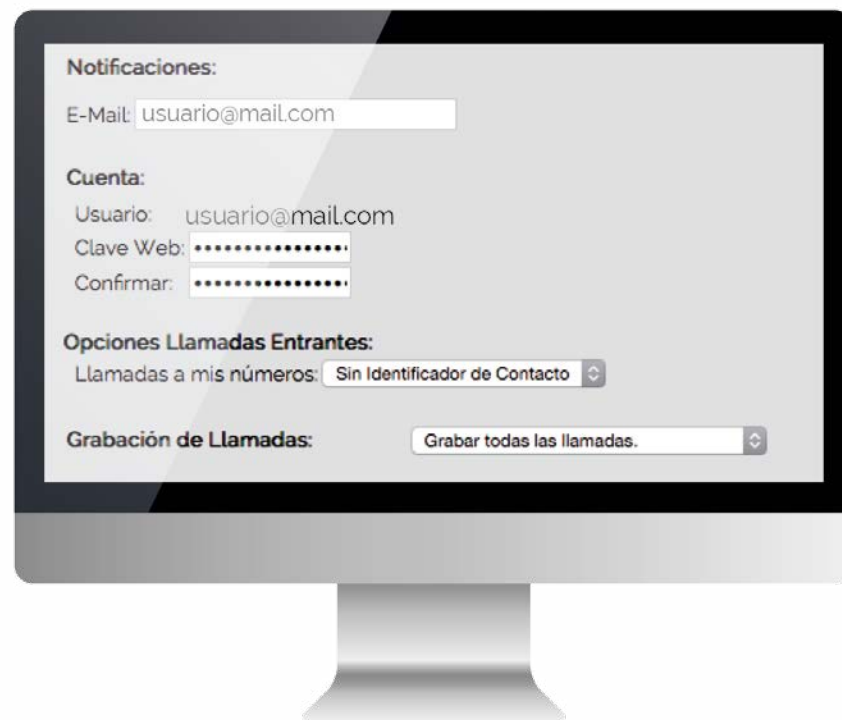 Notificaciones:
E-Mail: usuario@mail.com
Cuenta:
Usuario: usuario@mail.com
Clave Web: ••••••••••••••••
Confirmar: ••••••••••••••••
Opciones Llamadas Entrantes:
Llamadas a mis números: Sin Identificador de Contacto
Grabación de Llamadas: Grabar todas las llamadas.